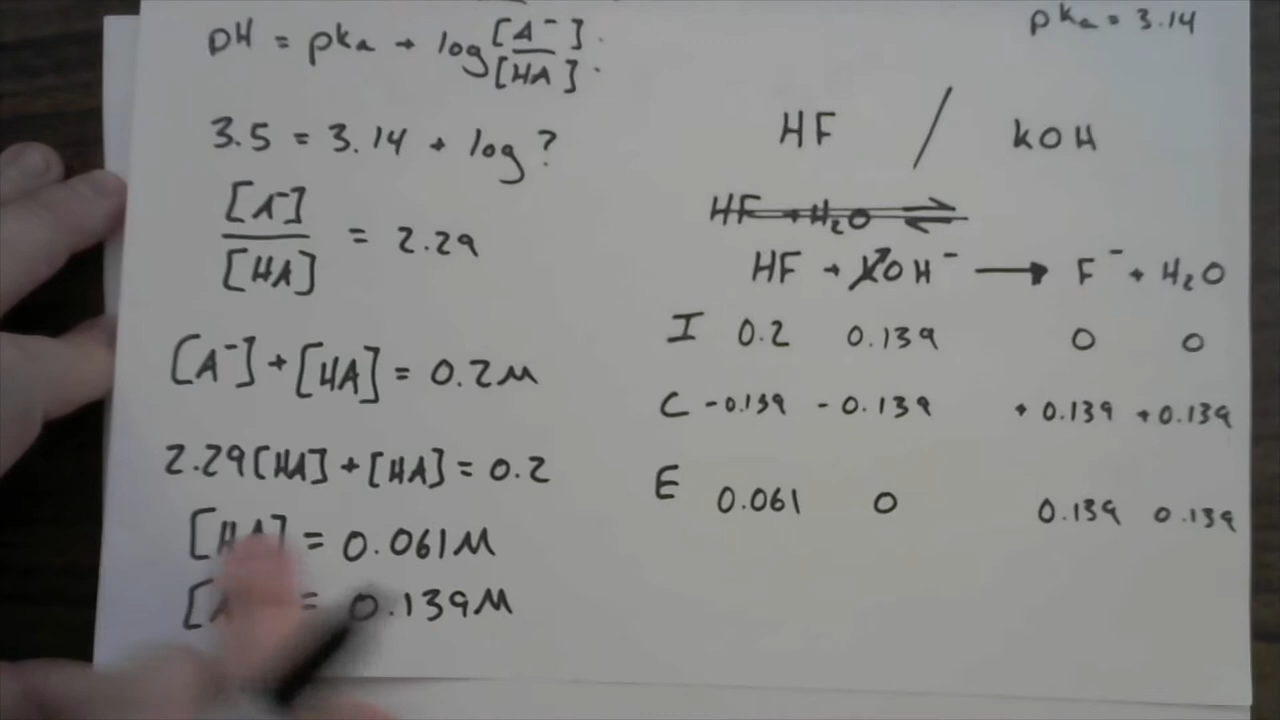 pH = pka + log [A⁻]
[HA]
3.5 = 3.14 + log ?
[A⁻]
[HA] = 2.29
[A⁻] + [HA] = 0.2M
2.29[HA] + [HA] = 0.2
[HA] = 0.061M
[A = 0.139M
pka = 3.14
HF / KOH
HF + H₂O ⇌
HF + KOH⁻ → F⁻ + H₂O
I 0.2 0.139 0 0
C -0.139 - 0.139 + 0.139 + 0.139
E 0.061 0 0.139 0.139